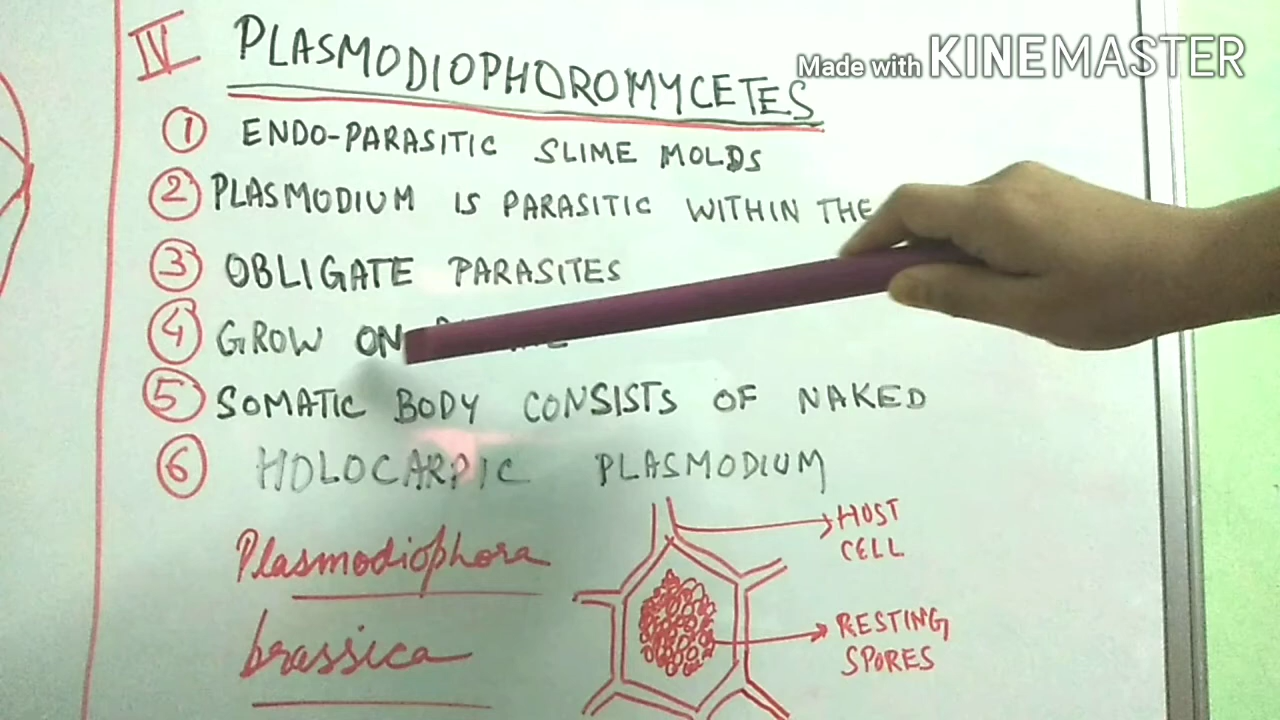 Made with KINEMASTER
IV PLASMODIOPHOROMYCETES
1 ENDO-PARASITIC SLIME MOLDS
2 PLASMODIUM IS PARASITIC WITHIN THE
3 OBLIGATE PARASITES
4 GROW ON
5 SOMATIC BODY CONSISTS OF NAKED
6 HOLOCARPIC PLASMODIUM
Plasmodiophora
brassica
HOST
CELL
RESTING
SPORES